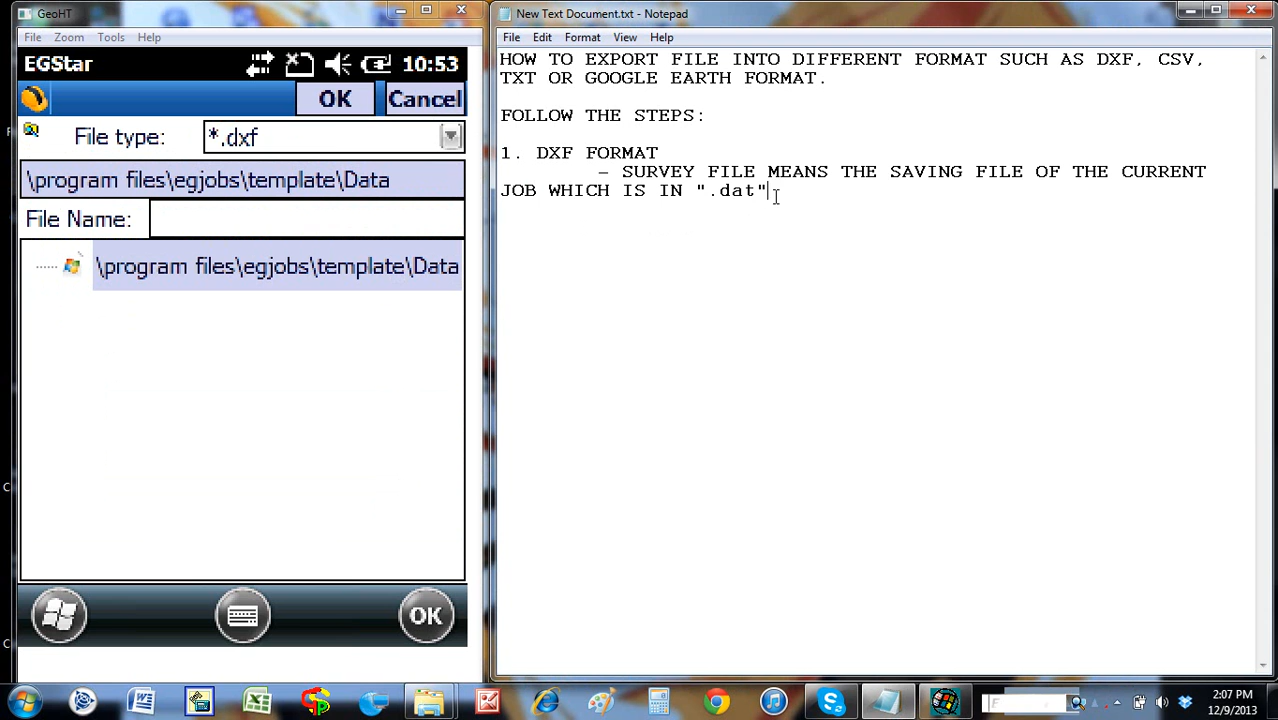 GeoHT
File Zoom Tools Help
EGStar 10:53
OK Cancel
File type: *.dxf
\program files\egjobs\template\Data
File Name:
\program files\egjobs\template\Data
OK
New Text Document.txt - Notepad
File Edit Format View Help
HOW TO EXPORT FILE INTO DIFFERENT FORMAT SUCH AS DXF, CSV,
TXT OR GOOGLE EARTH FORMAT.
FOLLOW THE STEPS:
1. DXF FORMAT
- SURVEY FILE MEANS THE SAVING FILE OF THE CURRENT
JOB WHICH IS IN ".dat"
2:07 PM
12/9/2013